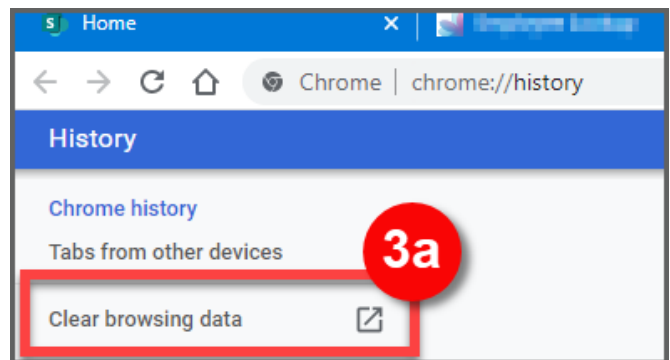 S Home
Chrome | chrome://history
History
Chrome history
Tabs from other devices
3a
Clear browsing data